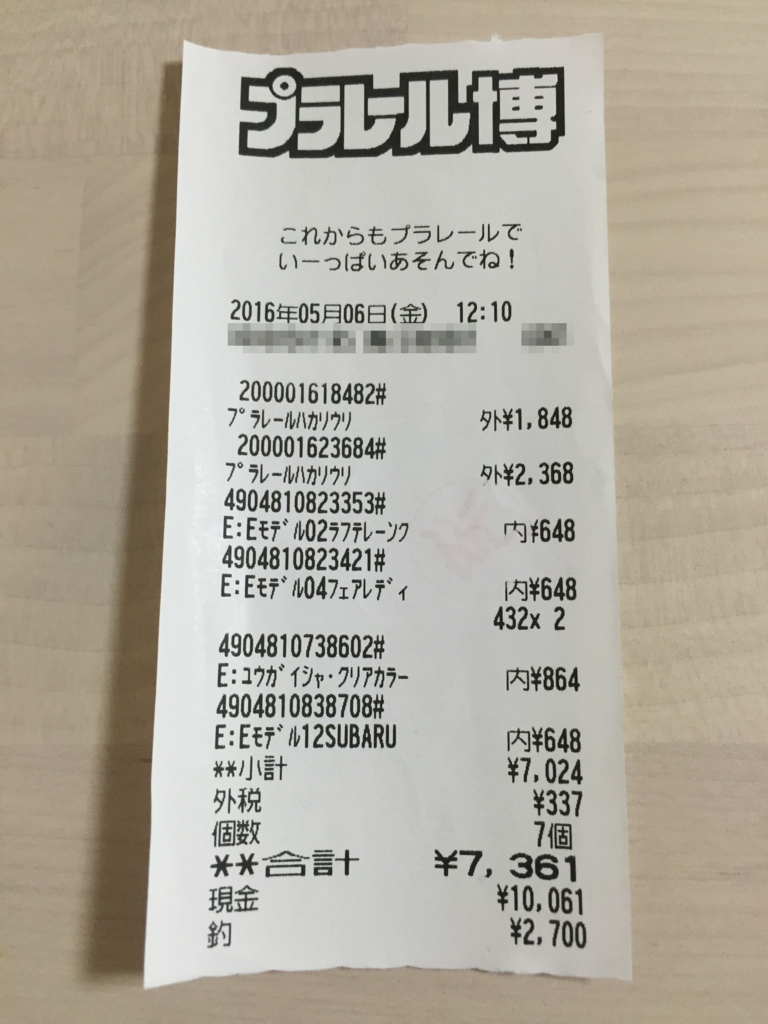 プラレール博
これからもプラレールで
いーっぱいあそんでね!
2016年05月06日(金) 12:10
200001618482#
プラレールハカリウリ 外¥1,848
200001623684#
プラレールハカリウリ 外¥2,368
4904810823353#
E:Eモデル02ラフテレーンク 内¥648
4904810823421#
E:Eモデル04フェアレディ 内¥648
432x 2
4904810738602#
E:ユウガイシャ・クリアカラー 内¥864
4904810838708#
E:Eモデル12SUBARU 内¥648
**小計 ¥7,024
外税 ¥337
個数 7個
**合計 ¥7,361
現金 ¥10,061
釣 ¥2,700